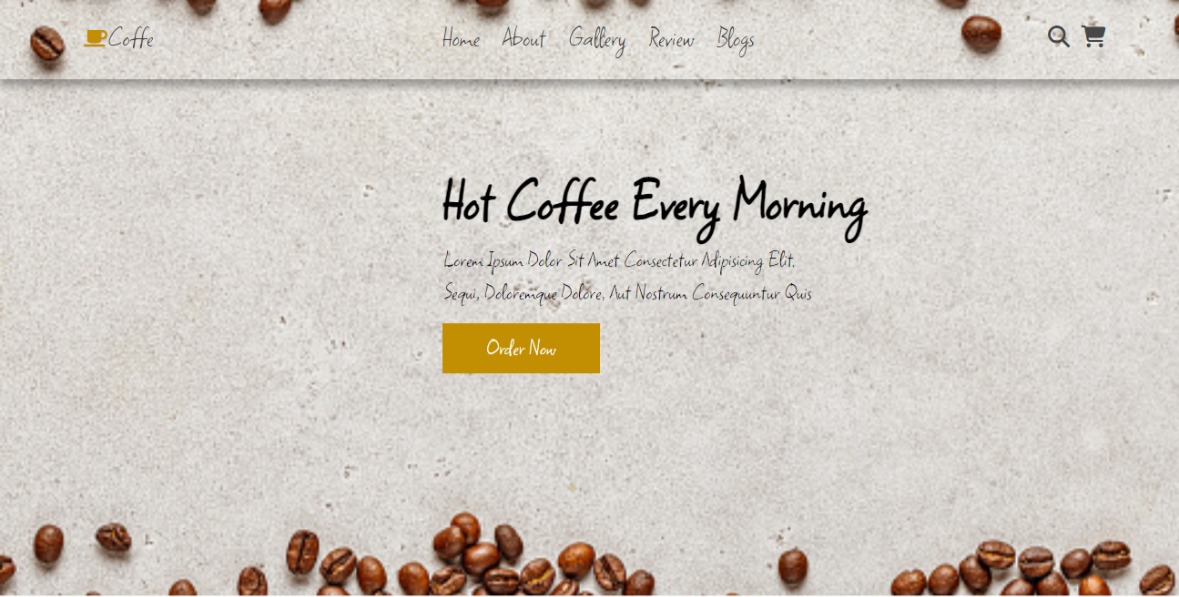 Coffe
Home About Gallery Review Blogs
Hot Coffee Every Morning
Lorem Ipsum Dolor Sit Amet Consectetur Adipisicing Elit.
Sequi, Doloremque Dolore, Aut Nostrum Consequuntur Quis
Order Now